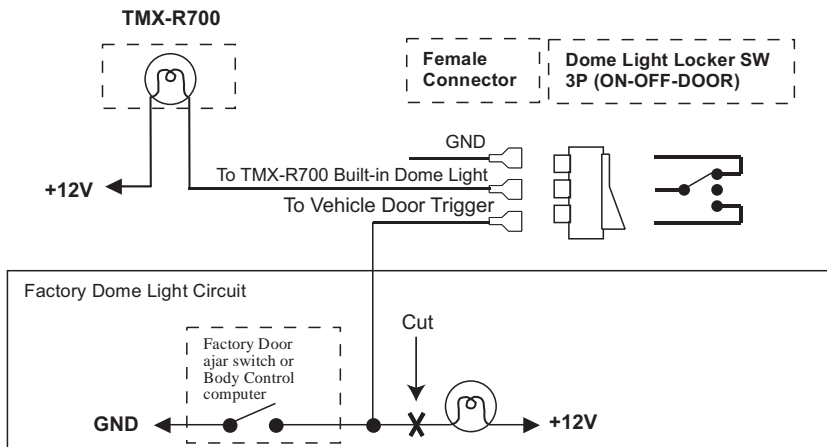 TMX-R700
Female
Connector
Dome Light Locker SW
3P (ON-OFF-DOOR)
GND
To TMX-R700 Built-in Dome Light
+12V
To Vehicle Door Trigger
Factory Dome Light Circuit
Cut
Factory Door
ajar switch or
Body Control
computer
GND
+12V